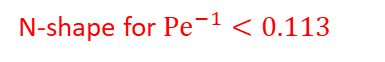 N-shape for Pe⁻¹ < 0.113